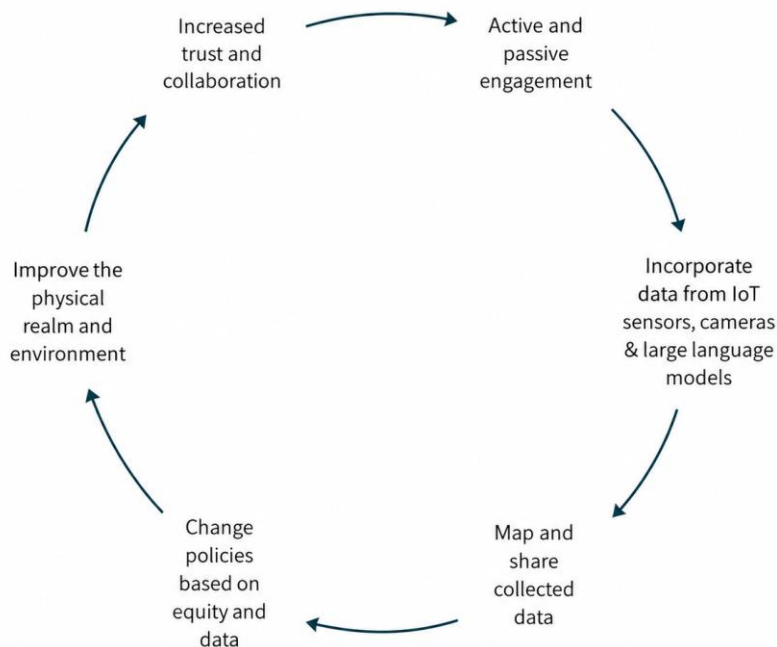 Increased
trust and
collaboration
Active and
passive
engagement
Incorporate
data from IoT
sensors, cameras
& large language
models
Map and
share
collected
data
Change
policies
based on
equity and
data
Improve the
physical
realm and
environment